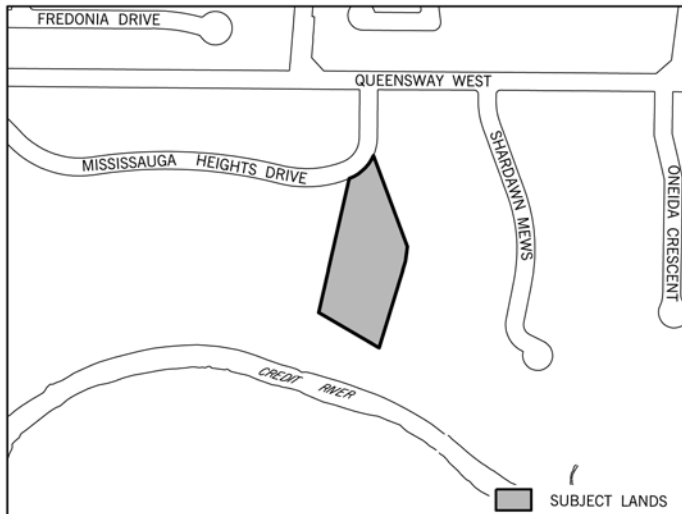 FREDONIA DRIVE
QUEENSWAY WEST
MISSISSAUGA HEIGHTS DRIVE
SHARDAWN MEWS
ONEIDA CRESCENT
CREDIT RIVER
SUBJECT LANDS